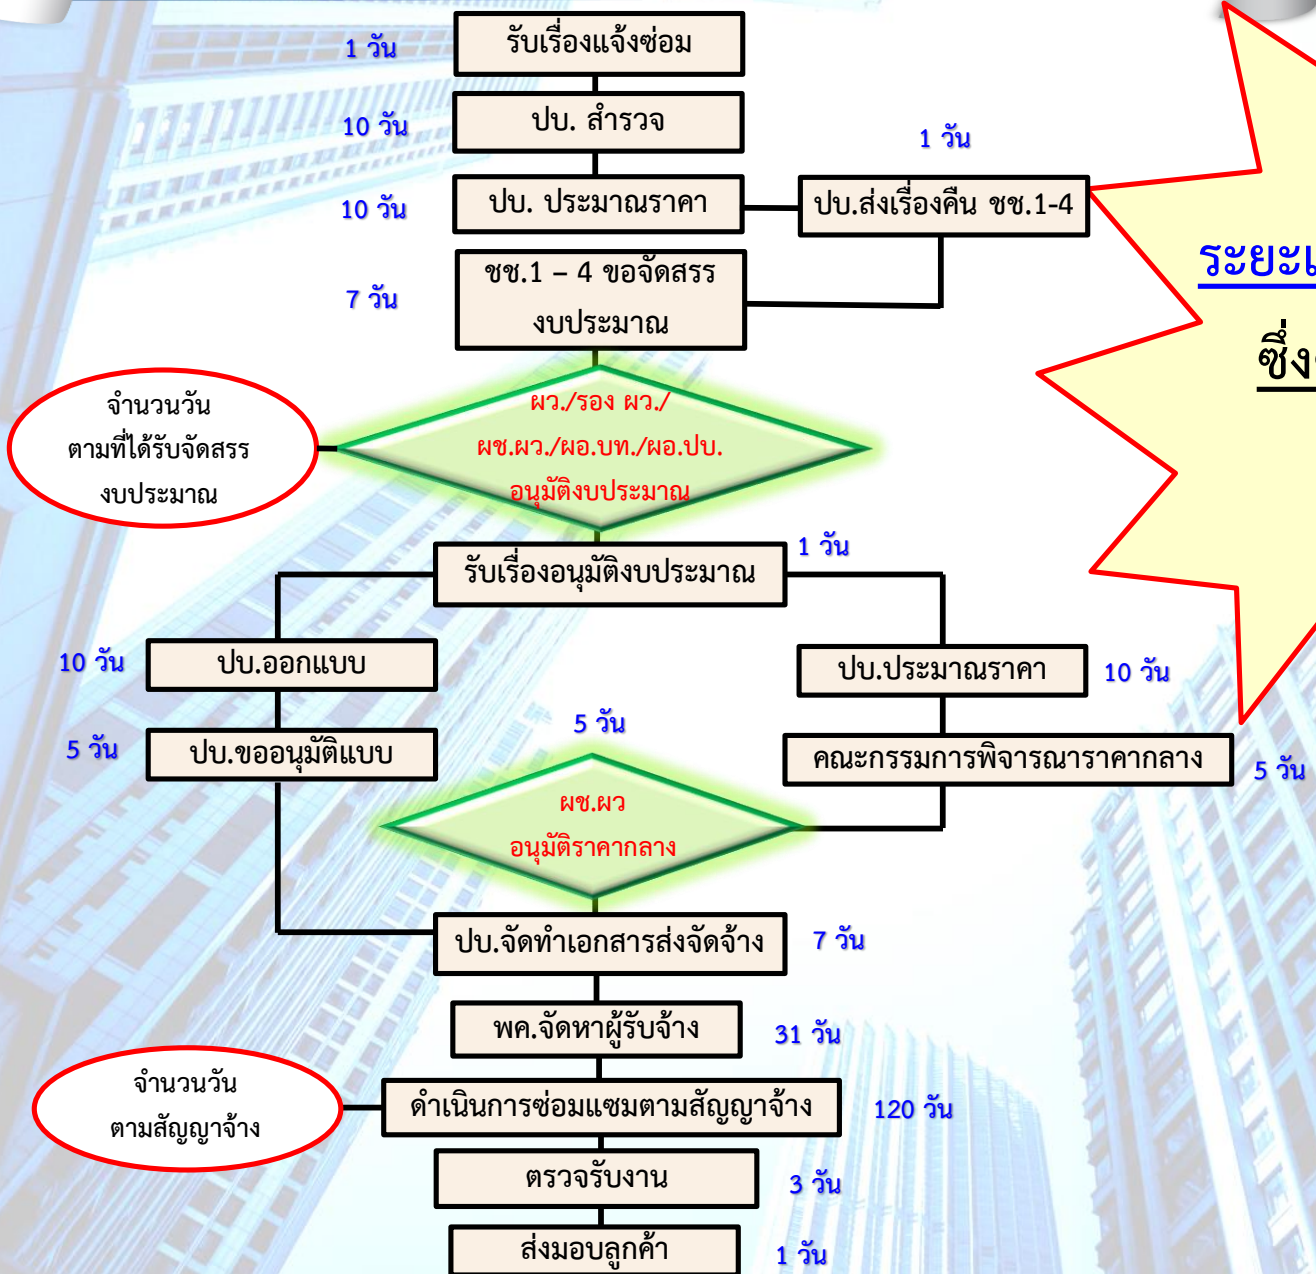 รับเรื่องแจ้งซ่อม
1 วัน
ปบ. สำรวจ
10 วัน
1 วัน
ปบ. ประมาณราคา
10 วัน
ปบ.ส่งเรื่องคืน ชช.1-4
ชช.1 – 4 ขอจัดสรร
งบประมาณ
7 วัน
จำนวนวัน
ตามที่ได้รับจัดสรร
งบประมาณ
ผว./รอง ผว./
ผช.ผว./ผอ.บท./ผอ.ปบ.
อนุมัติงบประมาณ
รับเรื่องอนุมัติงบประมาณ
1 วัน
10 วัน
ปบ.ออกแบบ
ปบ.ประมาณราคา
10 วัน
5 วัน
ปบ.ขออนุมัติแบบ
5 วัน
คณะกรรมการพิจารณาราคากลาง
5 วัน
ผช.ผว
อนุมัติราคากลาง
ปบ.จัดทำเอกสารส่งจัดจ้าง
7 วัน
พค.จัดหาผู้รับจ้าง
31 วัน
จำนวนวัน
ตามสัญญาจ้าง
ดำเนินการซ่อมแซมตามสัญญาจ้าง
120 วัน
ตรวจรับงาน
3 วัน
ส่งมอบลูกค้า
1 วัน